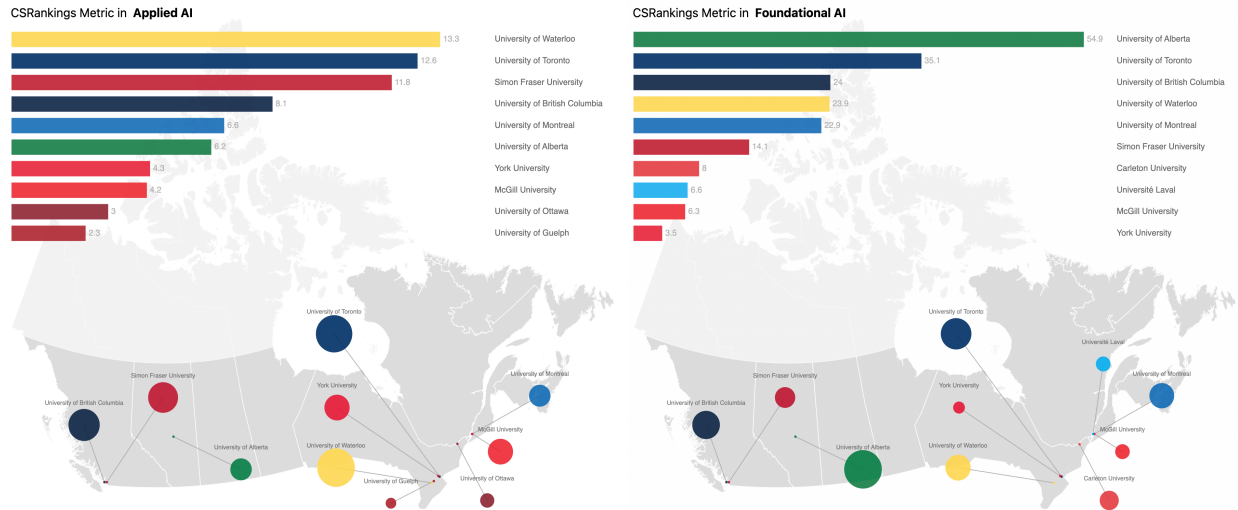 CSRankings Metric in Applied AI
13.3 University of Waterloo
12.6 University of Toronto
11.8 Simon Fraser University
8.1 University of British Columbia
6.6 University of Montreal
6.2 University of Alberta
4.3 York University
4.2 McGill University
3 University of Ottawa
2.3 University of Guelph
University of Toronto
Simon Fraser University
University of Montreal
York University
University of British Columbia
McGill University
University of Alberta
University of Waterloo
University of Guelph
University of Ottawa
CSRankings Metric in Foundational AI
54.9 University of Alberta
35.1 University of Toronto
24 University of British Columbia
23.9 University of Waterloo
22.9 University of Montreal
14.1 Simon Fraser University
8 Carleton University
6.6 Université Laval
6.3 McGill University
3.5 York University
University of Toronto
Université Laval
Simon Fraser University
University of Montreal
York University
University of British Columbia
McGill University
University of Alberta
University of Waterloo
Carleton University